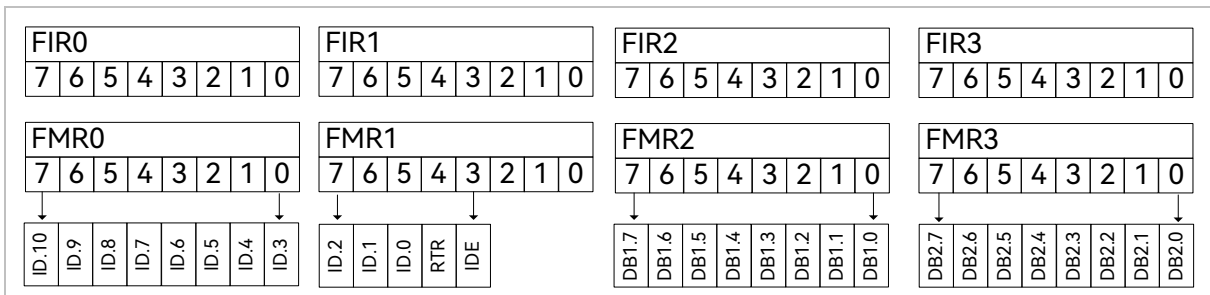 FIR0 FIR1 FIR2 FIR3
7 6 5 4 3 2 1 0 7 6 5 4 3 2 1 0 7 6 5 4 3 2 1 0 7 6 5 4 3 2 1 0
FMR0 FMR1 FMR2 FMR3
7 6 5 4 3 2 1 0 7 6 5 4 3 2 1 0 7 6 5 4 3 2 1 0 7 6 5 4 3 2 1 0
ID.10 ID.9 ID.8 ID.7 ID.6 ID.5 ID.4 ID.3 ID.2 ID.1 ID.0 RTR IDE DB1.7 DB1.6 DB1.5 DB1.4 DB1.3 DB1.2 DB1.1 DB1.0 DB2.7 DB2.6 DB2.5 DB2.4 DB2.3 DB2.2 DB2.1 DB2.0